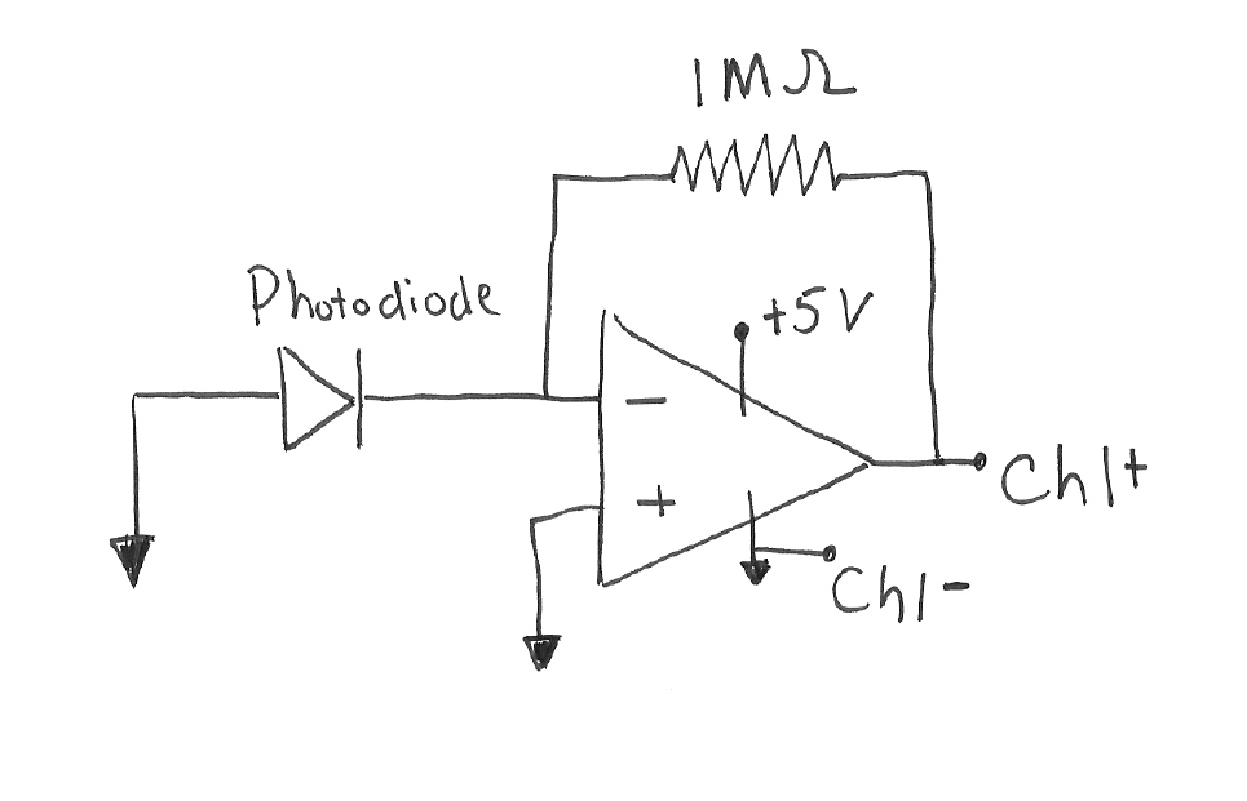 1MΩ
Photodiode
+5V
−
+
Ch1+
Ch1-